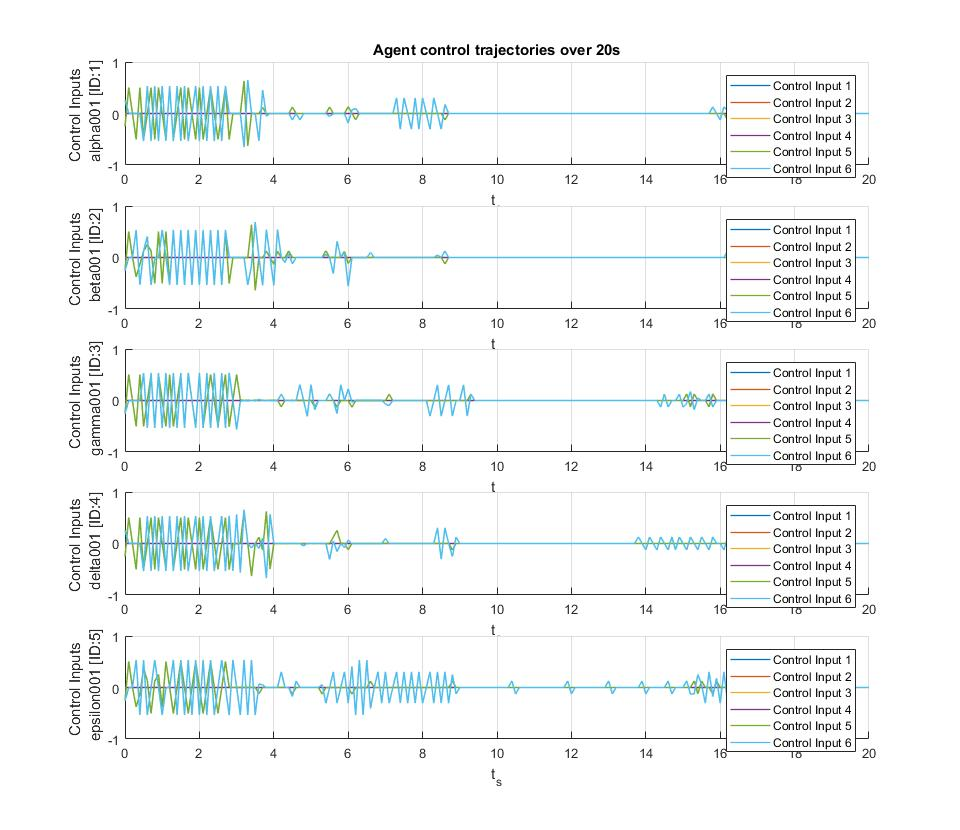 Agent control trajectories over 20s
Control Inputs
alpha001 [ID:1]
1
0
-1
0 2 4 6 8 10 12 14 16 18 20
t
Control Input 1
Control Input 2
Control Input 3
Control Input 4
Control Input 5
Control Input 6
Control Inputs
beta001 [ID:2]
1
0
-1
0 2 4 6 8 10 12 14 16 18 20
t
Control Input 1
Control Input 2
Control Input 3
Control Input 4
Control Input 5
Control Input 6
Control Inputs
gamma001 [ID:3]
1
0
-1
0 2 4 6 8 10 12 14 16 18 20
t
Control Input 1
Control Input 2
Control Input 3
Control Input 4
Control Input 5
Control Input 6
Control Inputs
delta001 [ID:4]
1
0
-1
0 2 4 6 8 10 12 14 16 18 20
t
Control Input 1
Control Input 2
Control Input 3
Control Input 4
Control Input 5
Control Input 6
Control Inputs
epsilon001 [ID:5]
1
0
-1
0 2 4 6 8 10 12 14 16 18 20
t_s
Control Input 1
Control Input 2
Control Input 3
Control Input 4
Control Input 5
Control Input 6